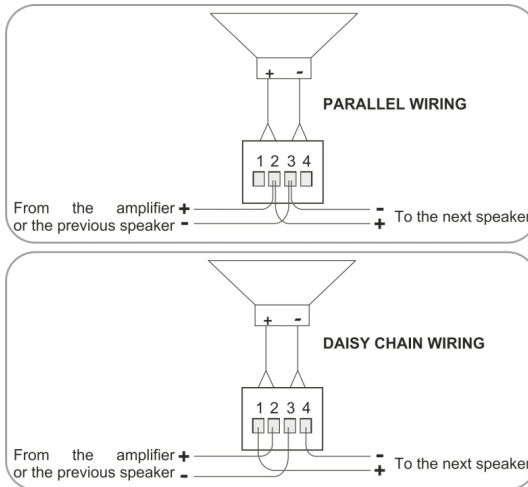 + -
PARALLEL WIRING
1 2 3 4
From the amplifier +
or the previous speaker -
-
+ To the next speaker
+ -
DAISY CHAIN WIRING
1 2 3 4
From the amplifier +
or the previous speaker -
-
+ To the next speaker